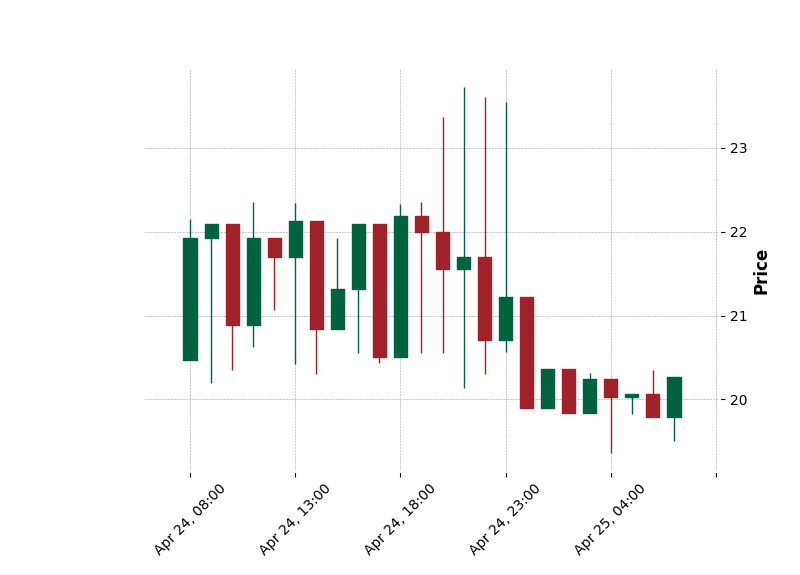 23
22
21
20
Price
Apr 24, 08:00
Apr 24, 13:00
Apr 24, 18:00
Apr 24, 23:00
Apr 25, 04:00